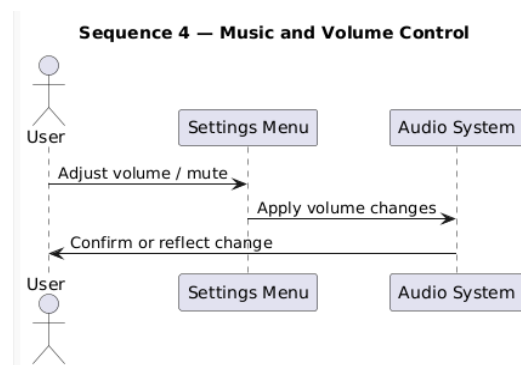 Sequence 4 — Music and Volume Control
User
Settings Menu
Audio System
Adjust volume / mute
Apply volume changes
Confirm or reflect change
User
Settings Menu
Audio System